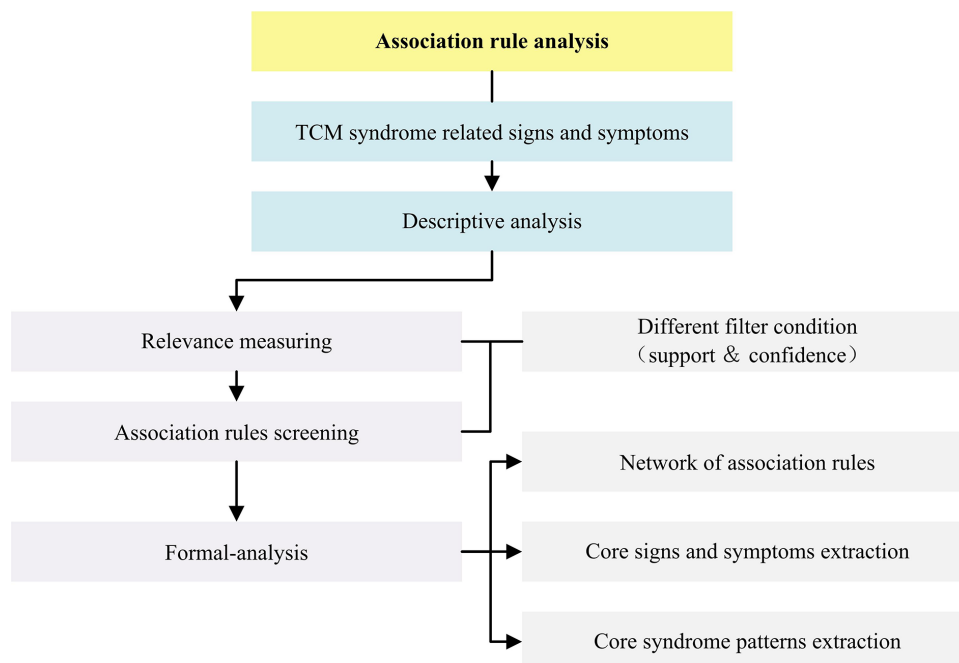 Association rule analysis
TCM syndrome related signs and symptoms
Descriptive analysis
Relevance measuring
Different filter condition
（support & confidence）
Association rules screening
Network of association rules
Formal-analysis
Core signs and symptoms extraction
Core syndrome patterns extraction